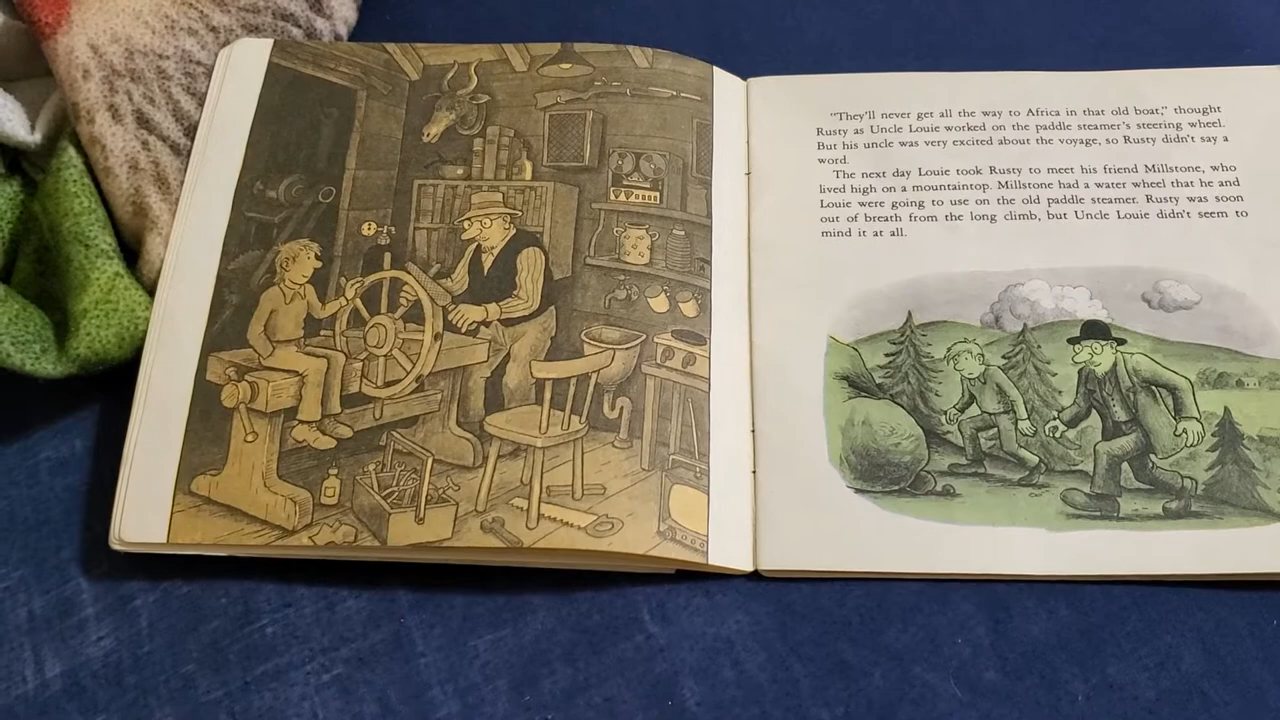 "They'll never get all the way to Africa in that old boat," thought
Rusty as Uncle Louie worked on the paddle steamer's steering wheel.
But his uncle was very excited about the voyage, so Rusty didn't say a
word.
The next day Louie took Rusty to meet his friend Millstone, who
lived high on a mountaintop. Millstone had a water wheel that he and
Louie were going to use on the old paddle steamer. Rusty was soon
out of breath from the long climb, but Uncle Louie didn't seem to
mind it at all.